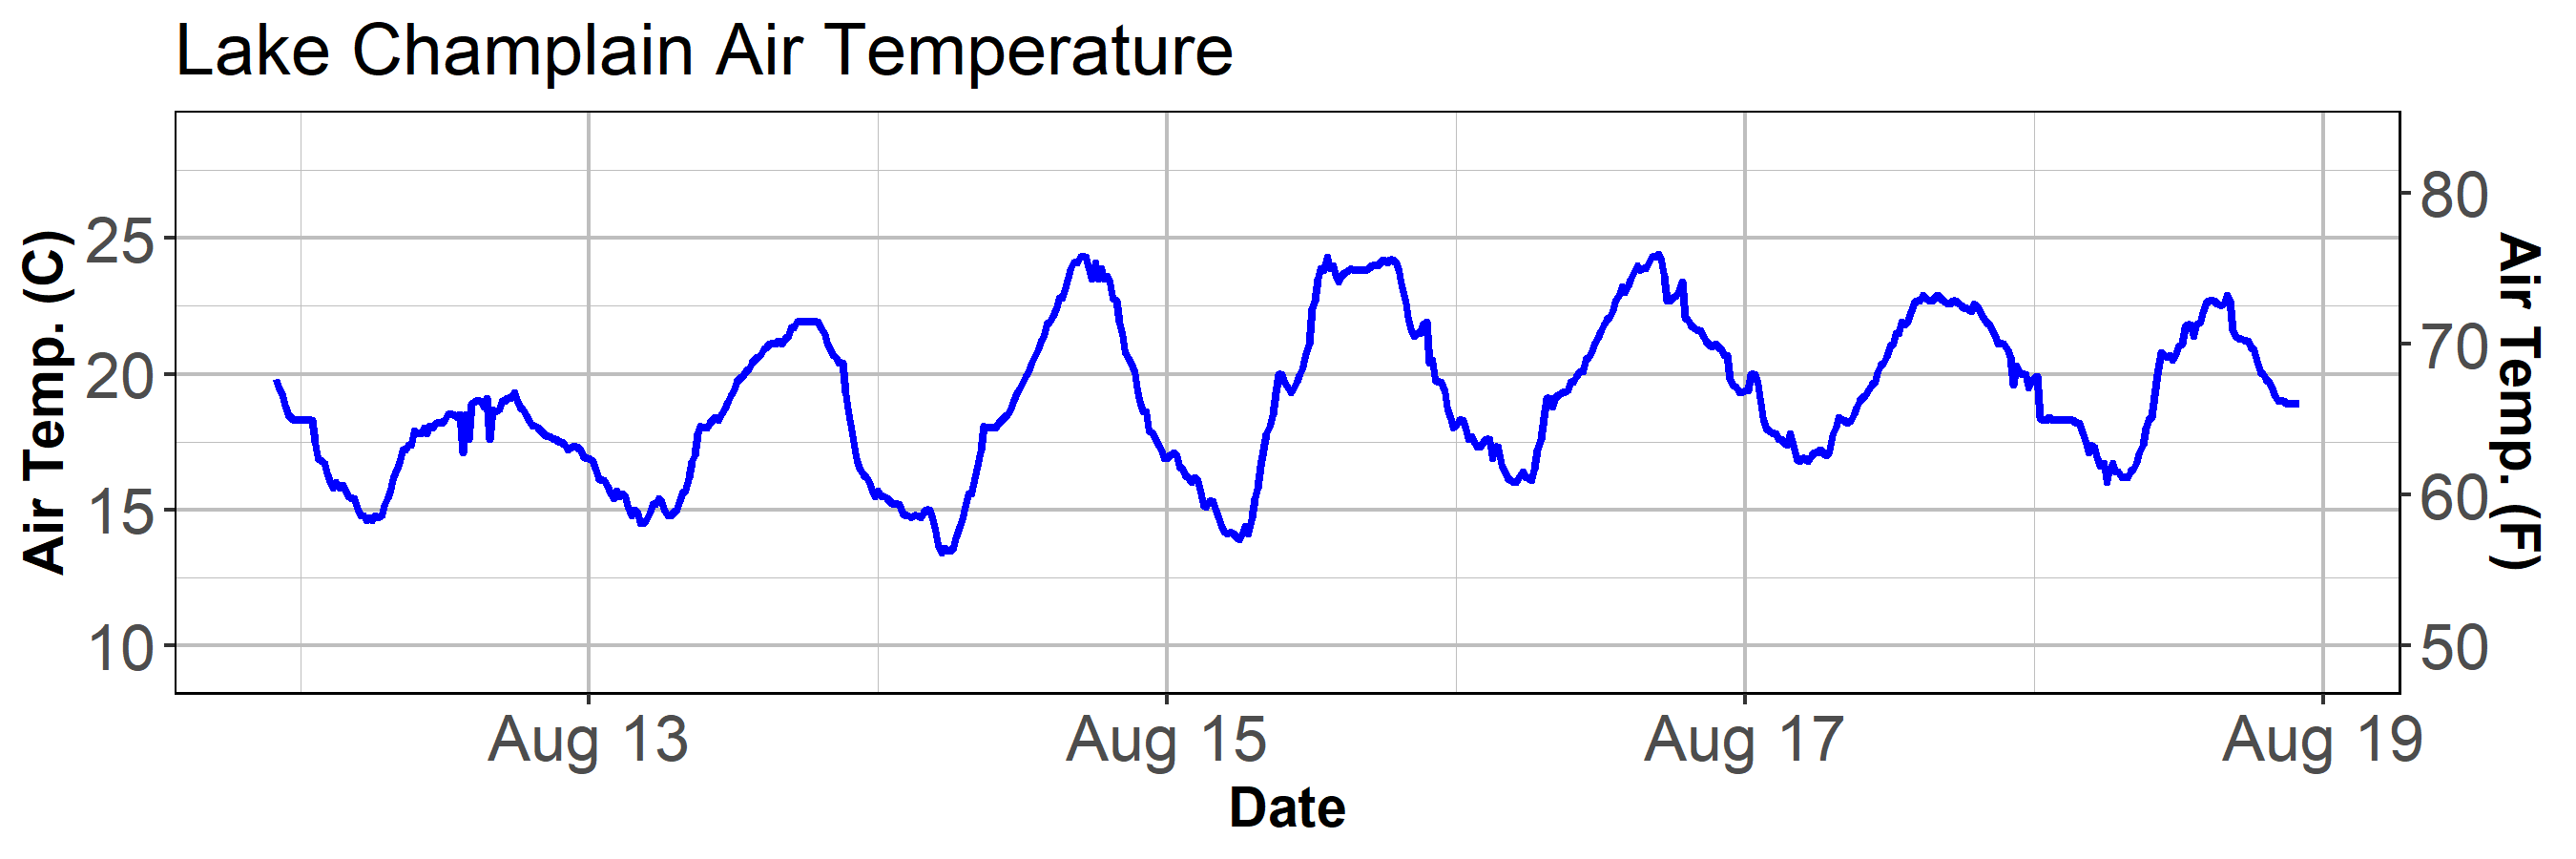 Lake Champlain Air Temperature
Air Temp. (C)
25
20
15
10
80
70
60
50
Air Temp. (F)
Aug 13 Aug 15 Aug 17 Aug 19
Date